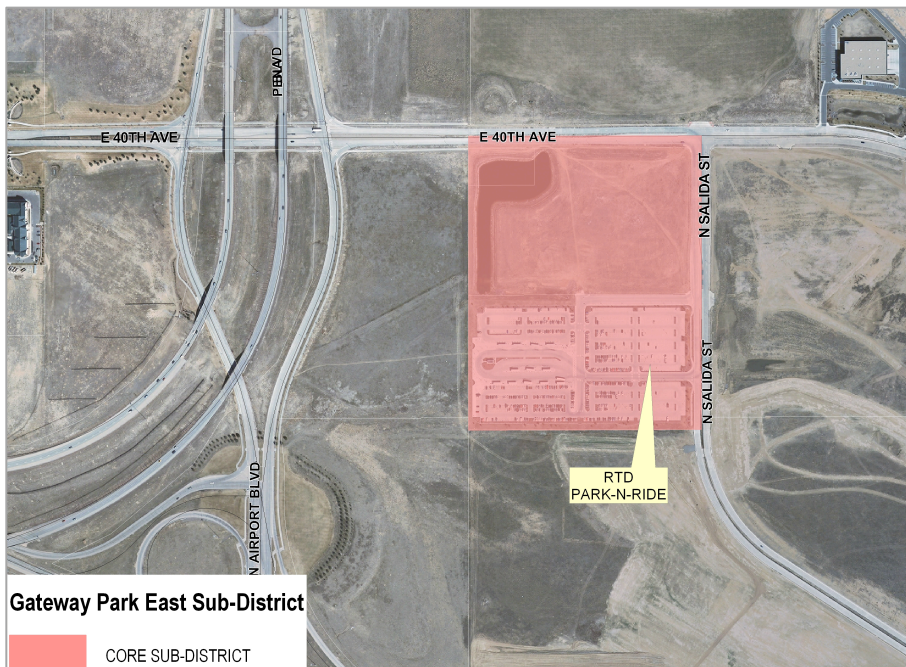 E 40TH AVE
E 40TH AVE
N SALIDA ST
N SALIDA ST
RTD
PARK-N-RIDE
N AIRPORT BLVD
Gateway Park East Sub-District
CORE SUB-DISTRICT